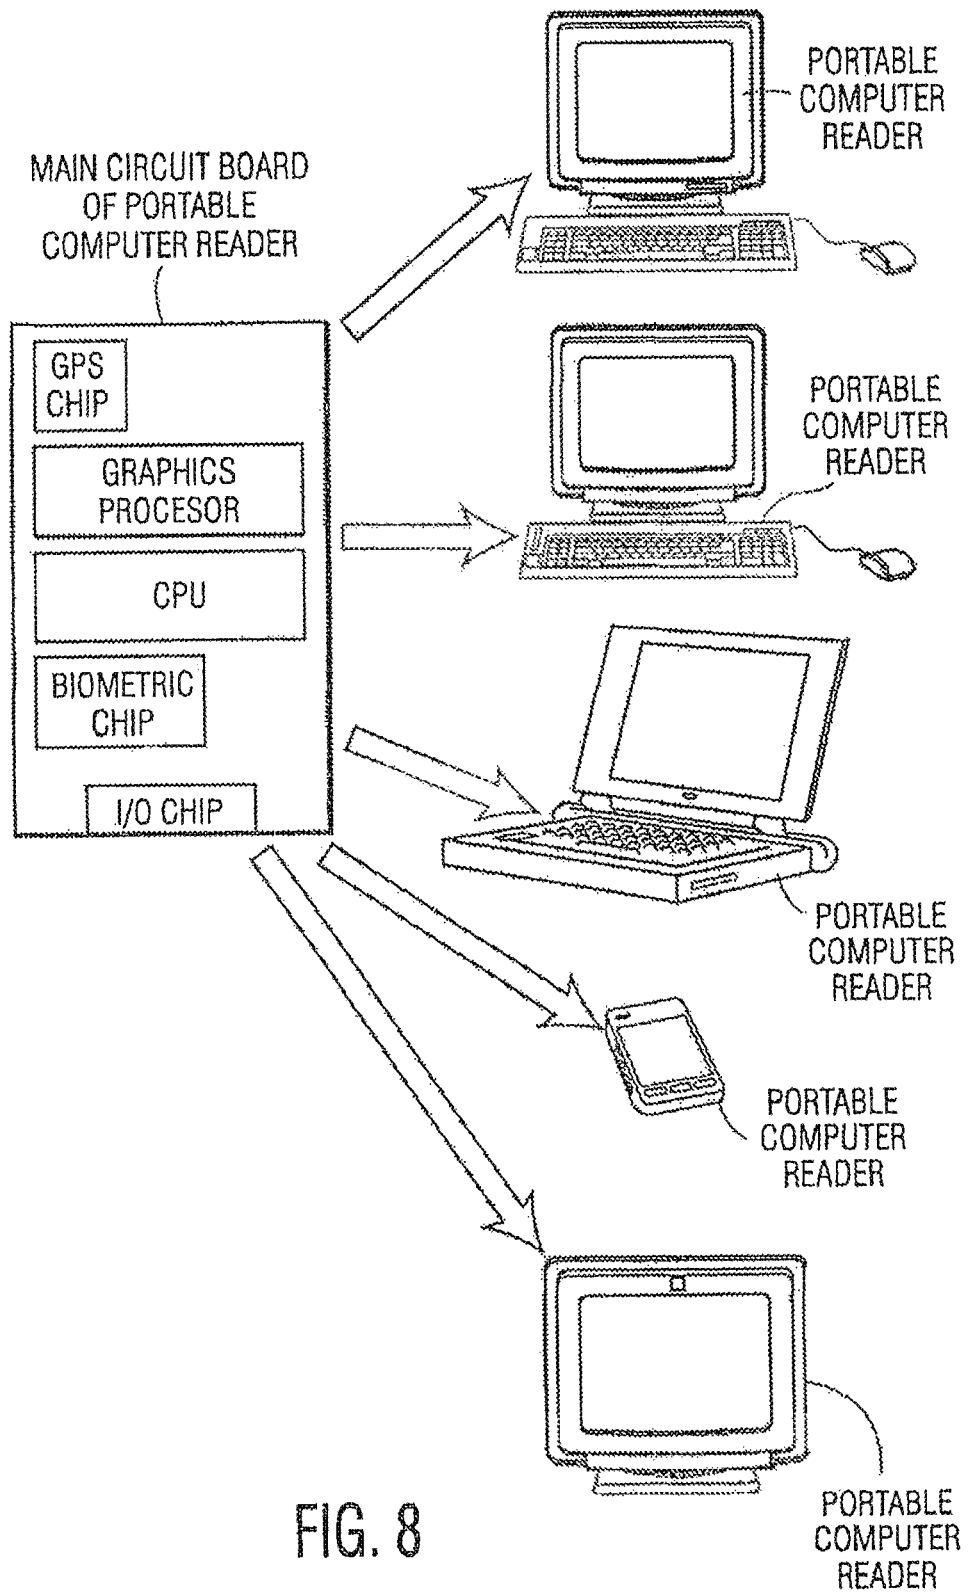 PORTABLE
COMPUTER
READER
MAIN CIRCUIT BOARD
OF PORTABLE
COMPUTER READER
GPS
CHIP
GRAPHICS
PROCESOR
CPU
BIOMETRIC
CHIP
I/O CHIP
PORTABLE
COMPUTER
READER
PORTABLE
COMPUTER
READER
PORTABLE
COMPUTER
READER
PORTABLE
COMPUTER
READER
FIG. 8